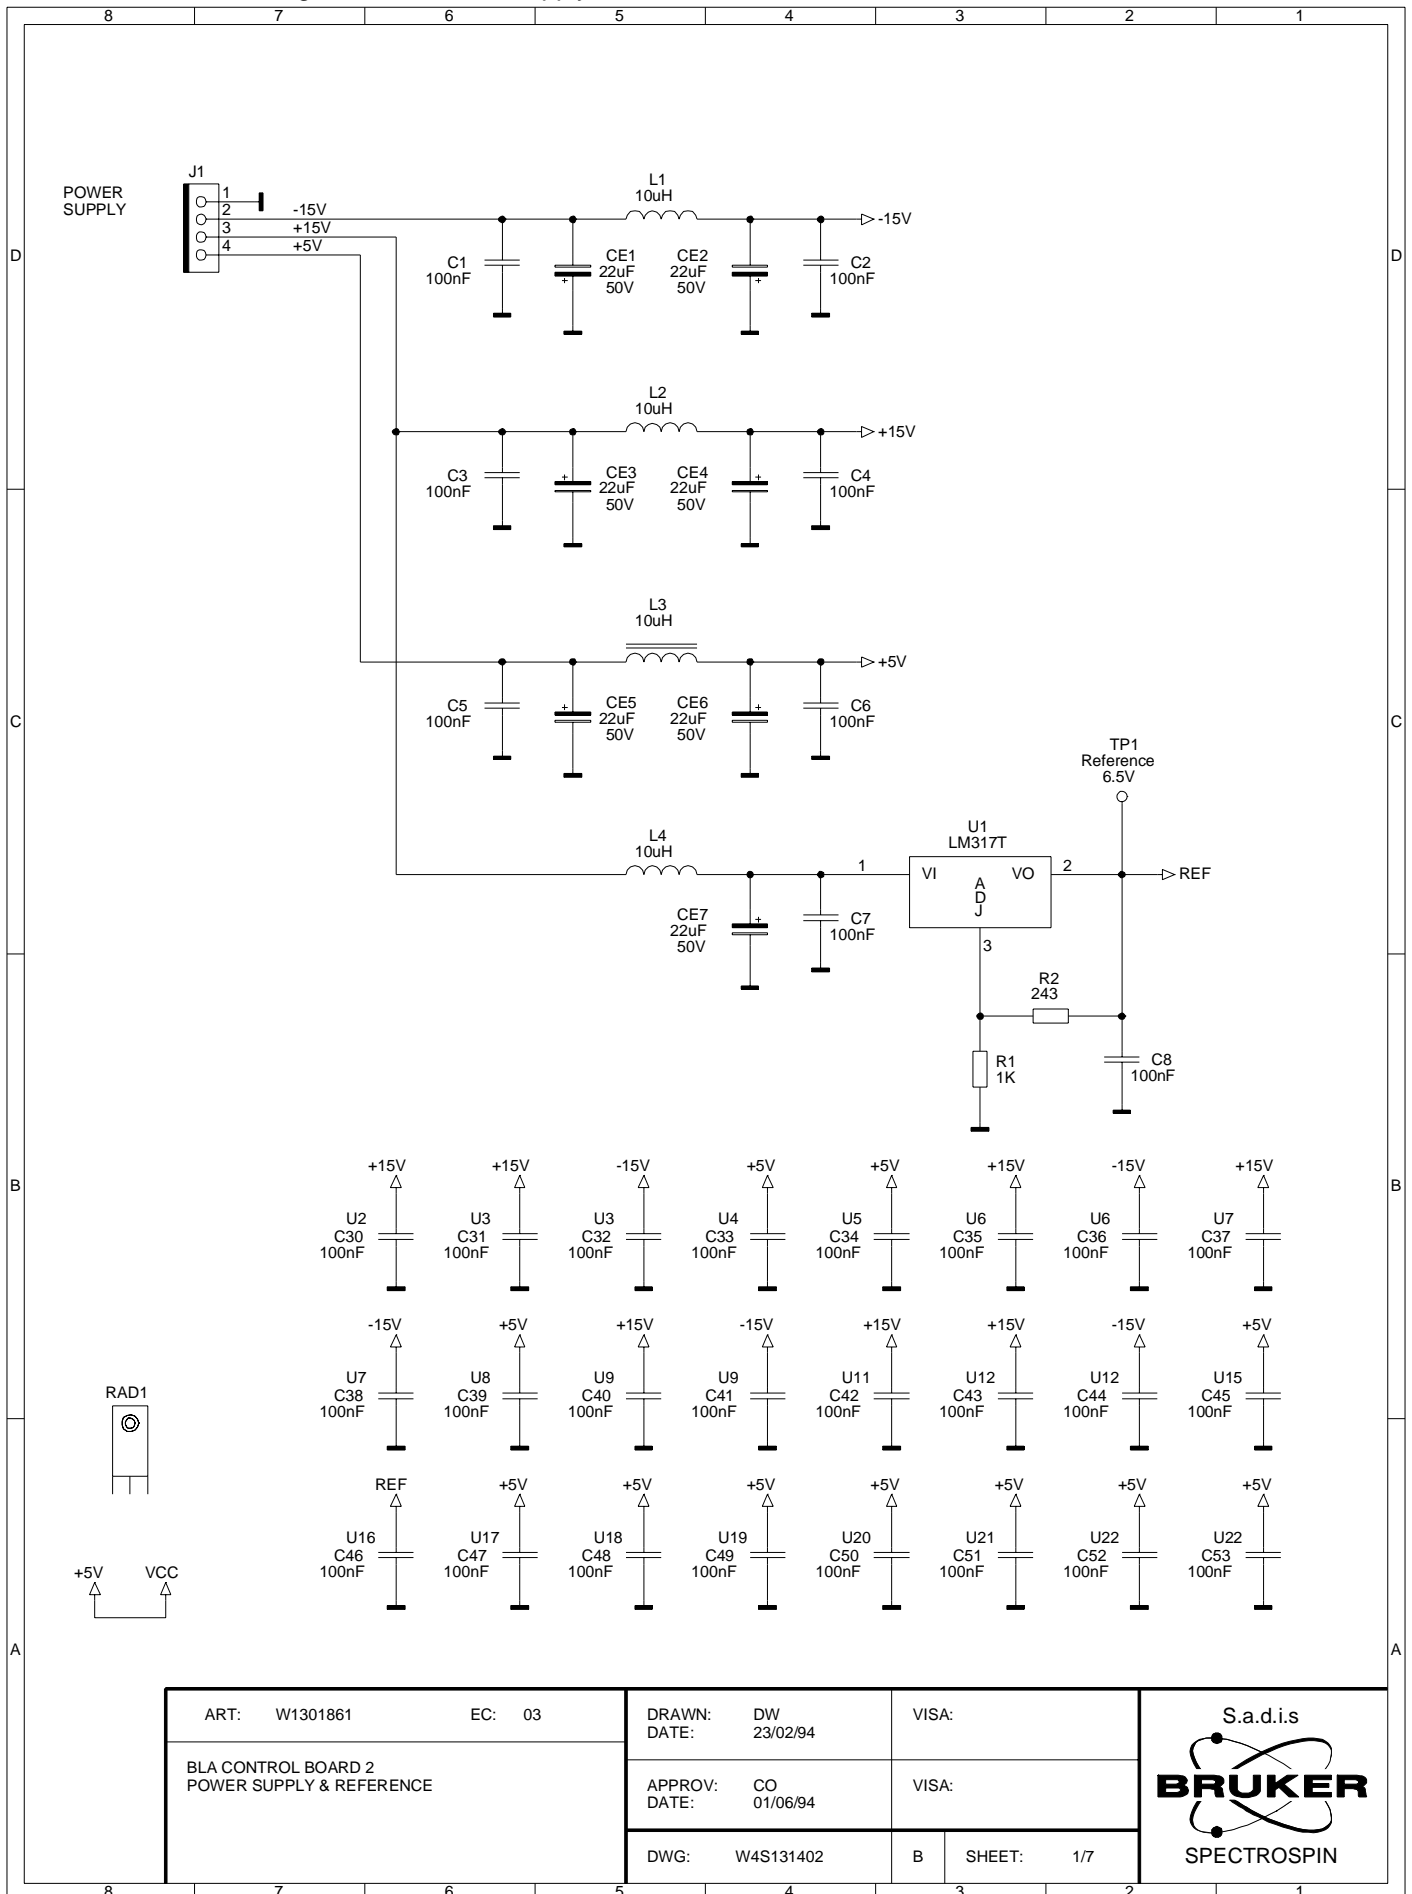 8 7 6 5 4 3 2 1
J1
POWER
SUPPLY
1
2
3
4
-15V
+15V
+5V
L1
10uH
-15V
D
D
C1
100nF
CE1
22uF
50V
+
CE2
22uF
50V
+
C2
100nF
L2
10uH
+15V
C3
100nF
+
CE3
22uF
50V
CE4
22uF
50V
+
C4
100nF
L3
10uH
+5V
C5
100nF
+
CE5
22uF
50V
CE6
22uF
50V
+
C6
100nF
C
C
TP1
Reference
6.5V
L4
10uH
U1
LM317T
1
VI
A
D
J
VO
2
REF
CE7
22uF
50V
+
C7
100nF
3
R2
243
R1
1K
C8
100nF
B
B
+15V +15V -15V +5V +5V +15V -15V +15V
U2 U3 U3 U4 U5 U6 U6 U7
C30 C31 C32 C33 C34 C35 C36 C37
100nF 100nF 100nF 100nF 100nF 100nF 100nF 100nF
-15V +5V +15V -15V +15V +15V -15V +5V
U7 U8 U9 U9 U11 U12 U12 U15
C38 C39 C40 C41 C42 C43 C44 C45
100nF 100nF 100nF 100nF 100nF 100nF 100nF 100nF
RAD1
REF +5V +5V +5V +5V +5V +5V +5V
U16 U17 U18 U19 U20 U21 U22 U22
C46 C47 C48 C49 C50 C51 C52 C53
100nF 100nF 100nF 100nF 100nF 100nF 100nF 100nF
+5V VCC
A
A
ART: W1301861 EC: 03
BLA CONTROL BOARD 2
POWER SUPPLY & REFERENCE
DRAWN: DW
DATE: 23/02/94
VISA:
APPROV: CO
DATE: 01/06/94
VISA:
DWG: W4S131402 B SHEET: 1/7
S.a.d.i.s
BRUKER
SPECTROSPIN
8 7 6 5 4 3 2 1